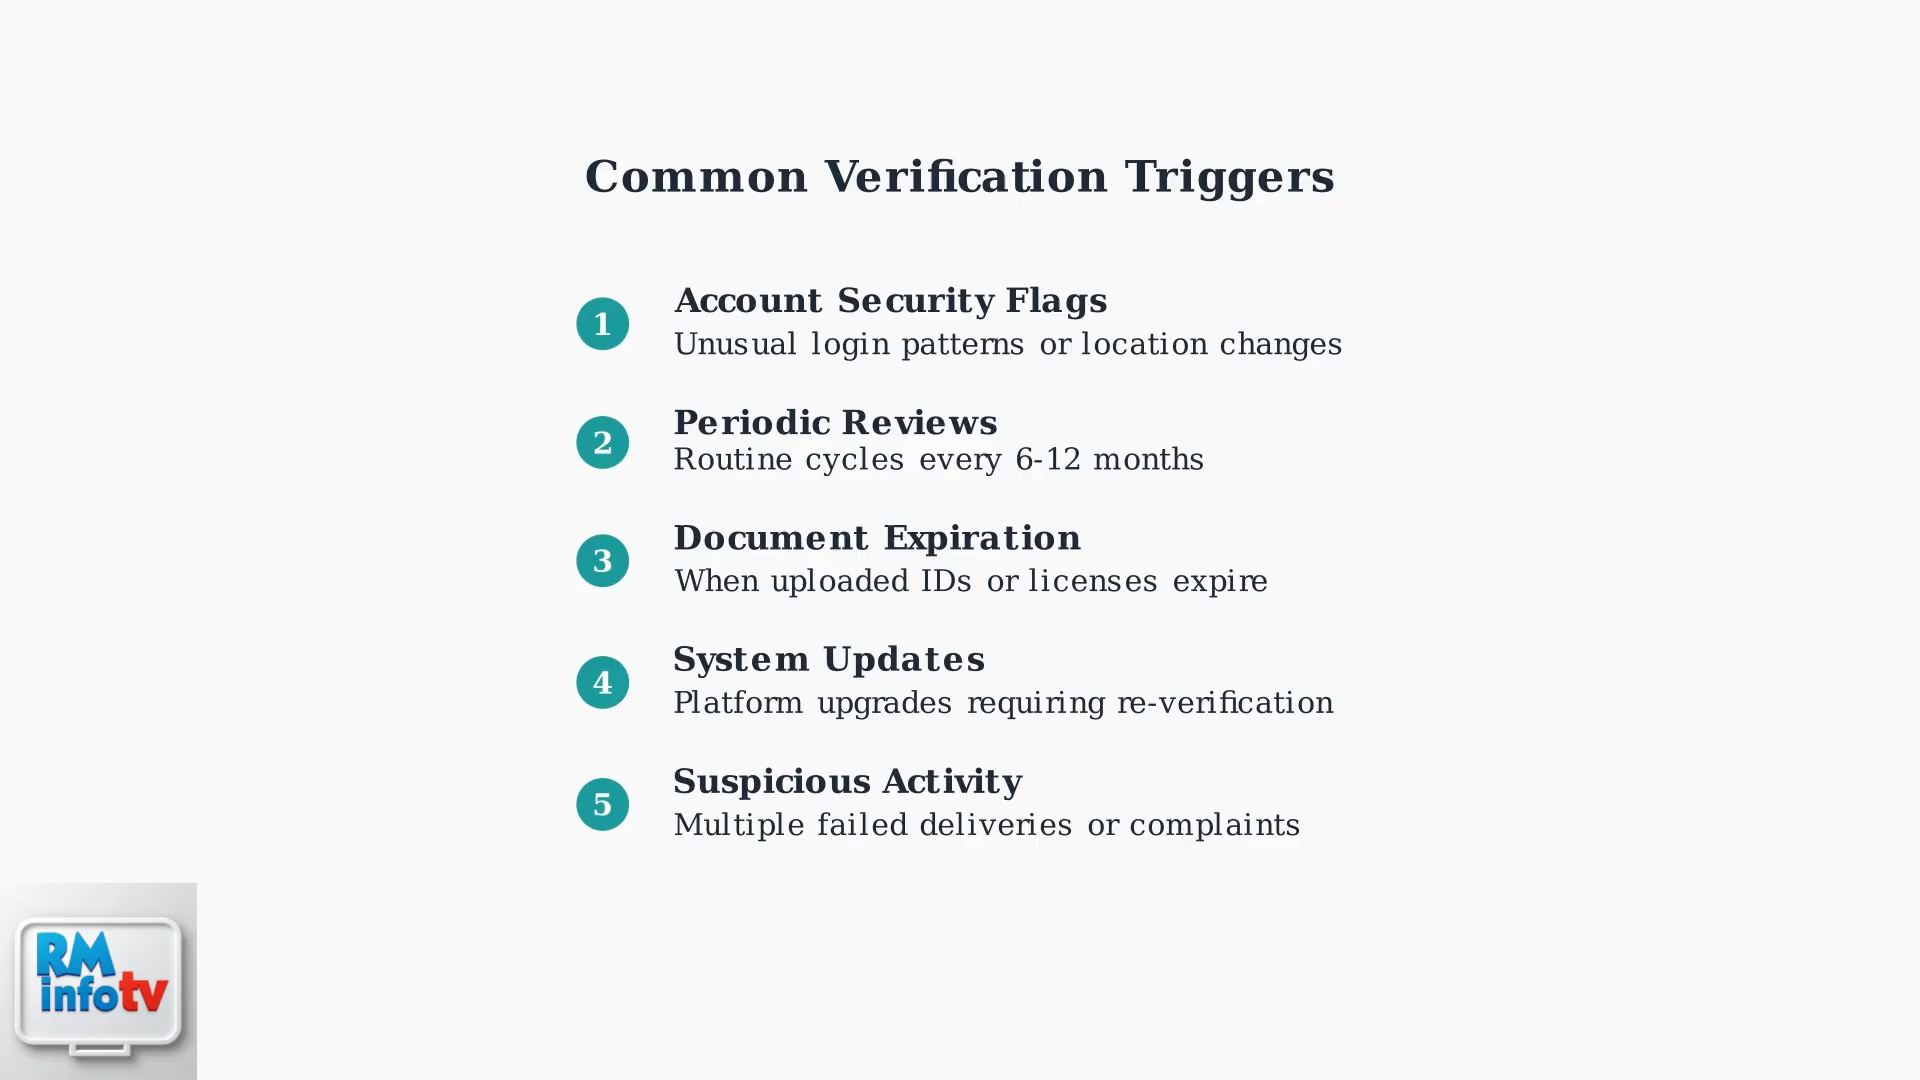 Common Verification Triggers
1
Account Security Flags
Unusual login patterns or location changes
2
Periodic Reviews
Routine cycles every 6-12 months
3
Document Expiration
When uploaded IDs or licenses expire
4
System Updates
Platform upgrades requiring re-verification
5
Suspicious Activity
Multiple failed deliveries or complaints
RM
infotv